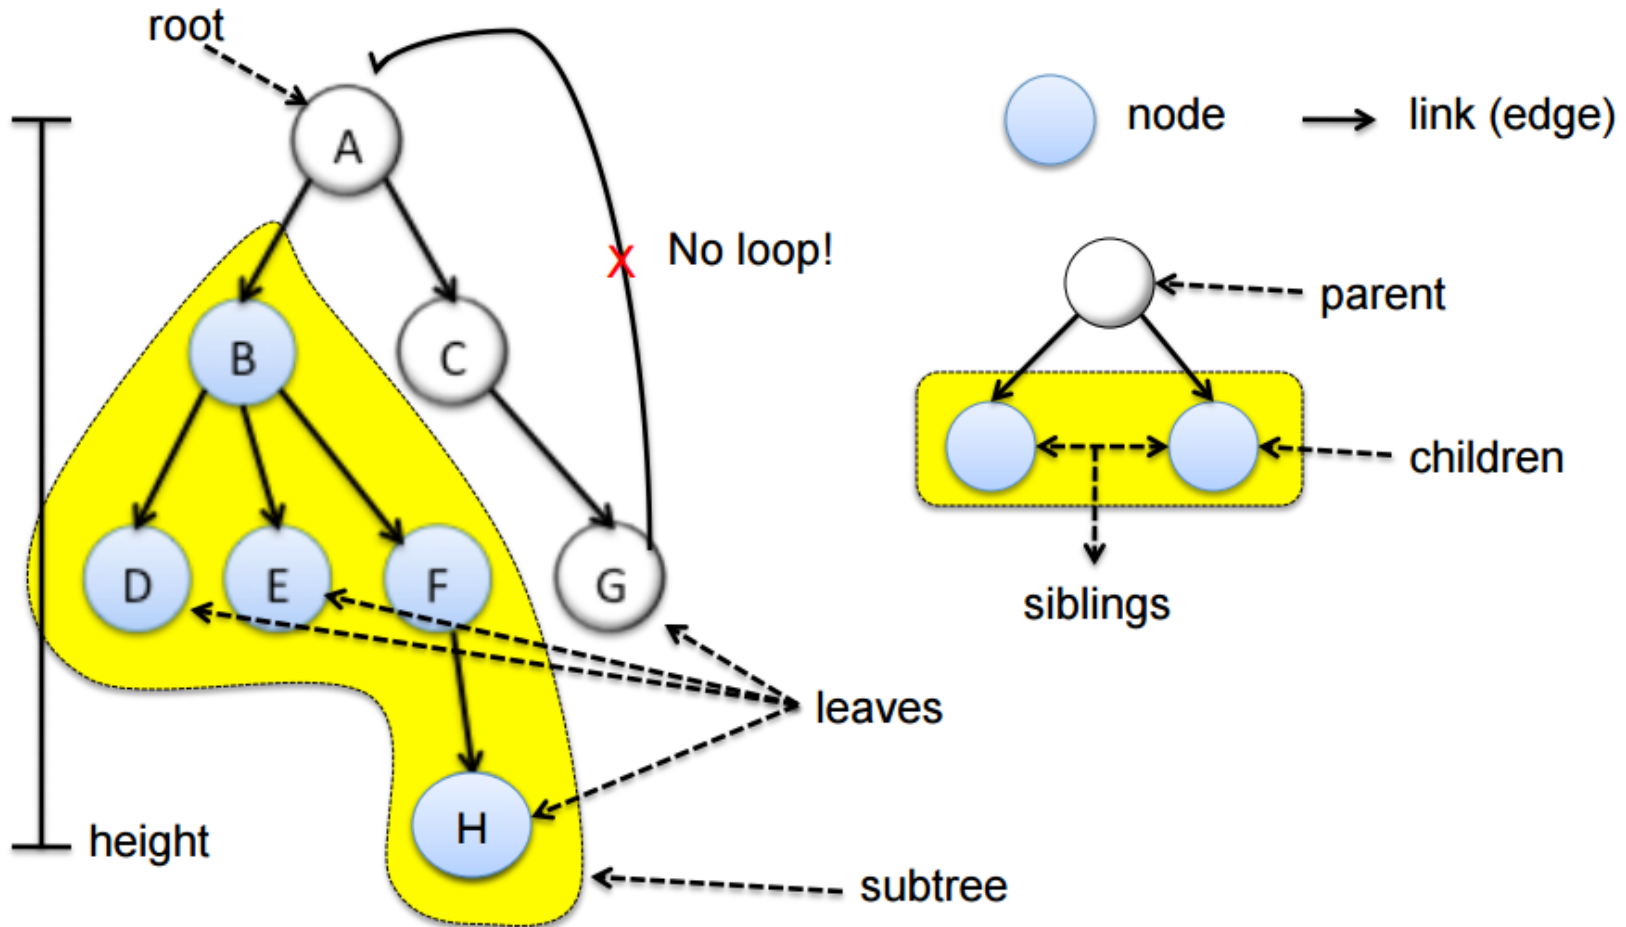 root
A
node
link (edge)
X
No loop!
parent
B
C
children
D
E
F
G
siblings
leaves
H
height
subtree